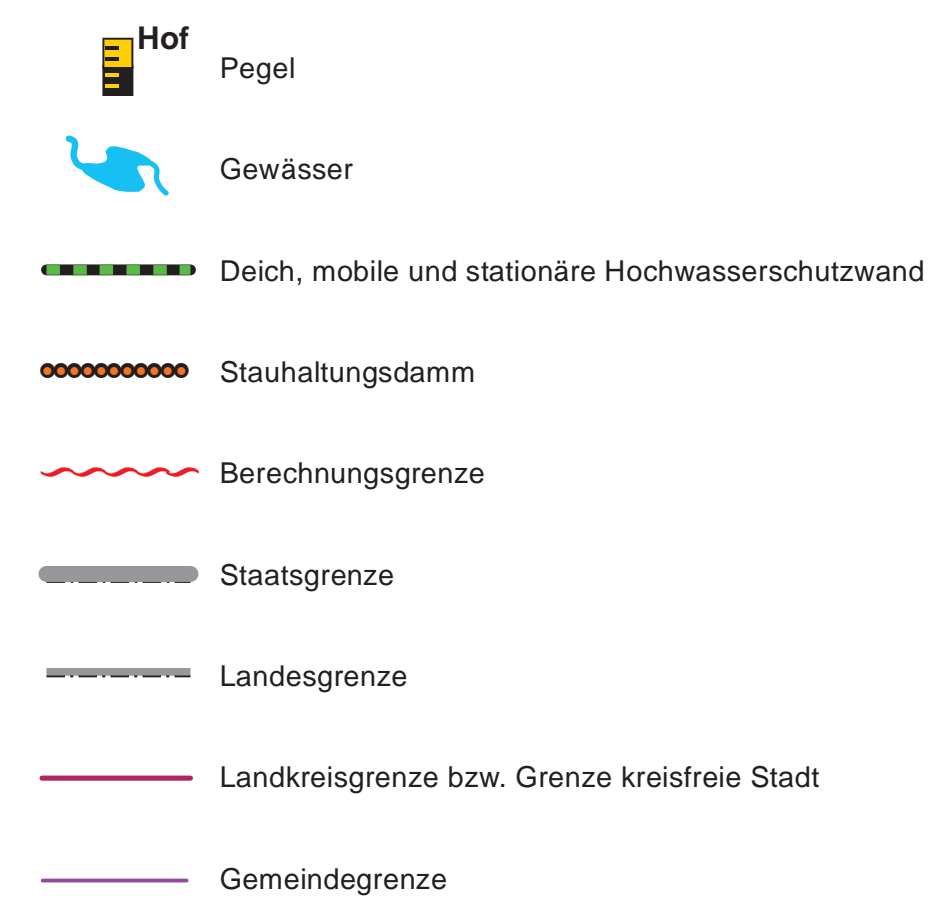 Hof
Pegel
Gewässer
Deich, mobile und stationäre Hochwasserschutzwand
Stauhaltungsdamm
Berechnungsgrenze
Staatsgrenze
Landesgrenze
Landkreisgrenze bzw. Grenze kreisfreie Stadt
Gemeindegrenze